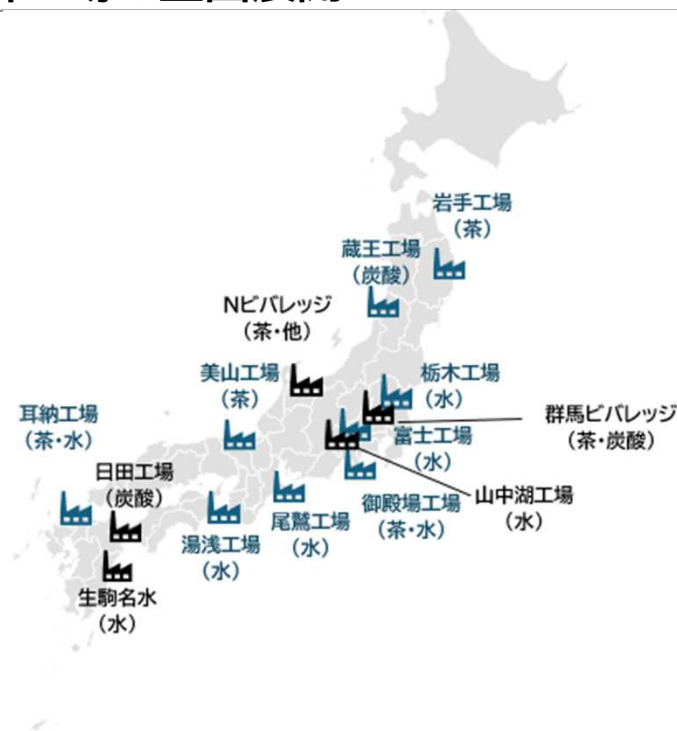 岩手工場
（茶）
蔵王工場
（炭酸）
Nビバレッジ
（茶・他）
美山工場
（茶）
栃木工場
（水）
耳納工場
（茶・水）
群馬ビバレッジ
（茶・炭酸）
富士工場
（水）
日田工場
（炭酸）
山中湖工場
（水）
御殿場工場
（茶・水）
尾鷲工場
（水）
湯浅工場
（水）
生駒名水
（水）